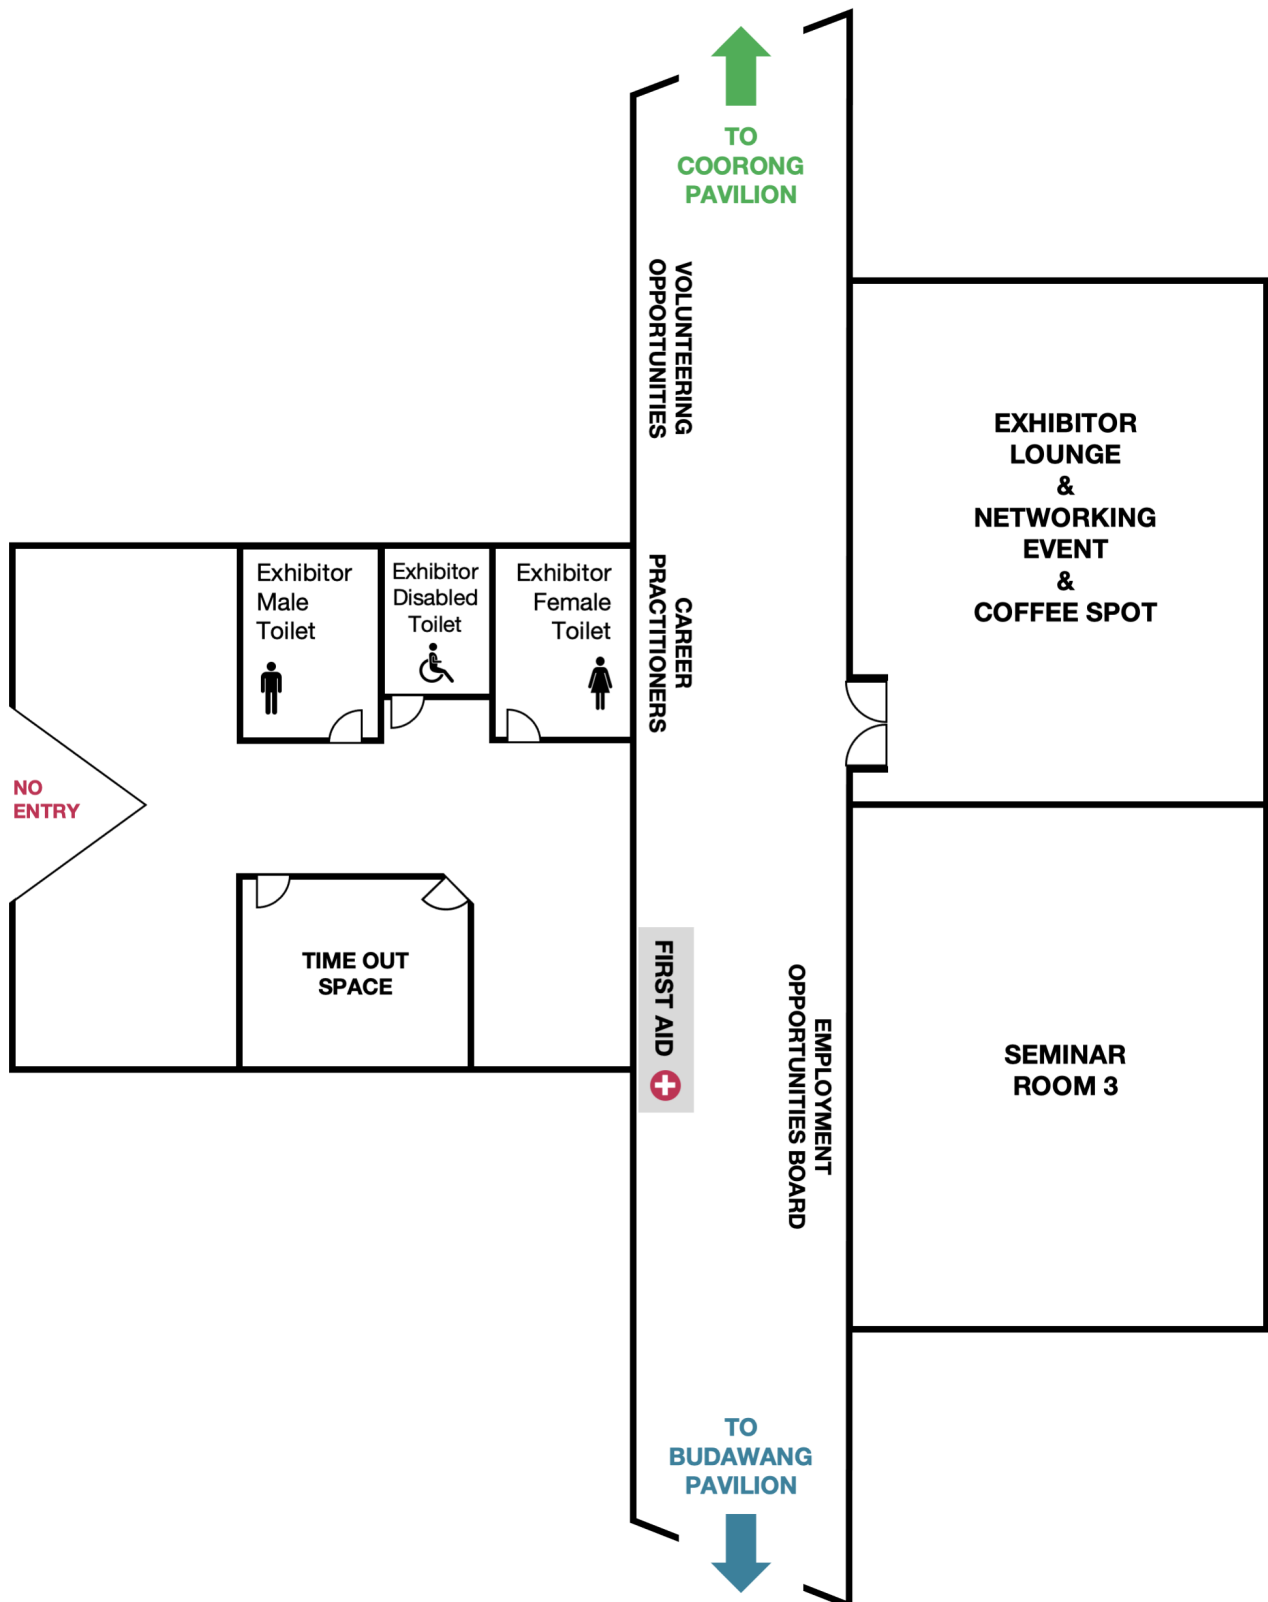 TO
COORONG
PAVILION
VOLUNTEERING
OPPORTUNITIES
EXHIBITOR
LOUNGE
&
NETWORKING
EVENT
&
COFFEE SPOT
Exhibitor
Male
Toilet
Exhibitor
Disabled
Toilet
Exhibitor
Female
Toilet
CAREER
PRACTITIONERS
NO
ENTRY
TIME OUT
SPACE
FIRST AID
EMPLOYMENT
OPPORTUNITIES BOARD
SEMINAR
ROOM 3
TO
BUDAWANG
PAVILION